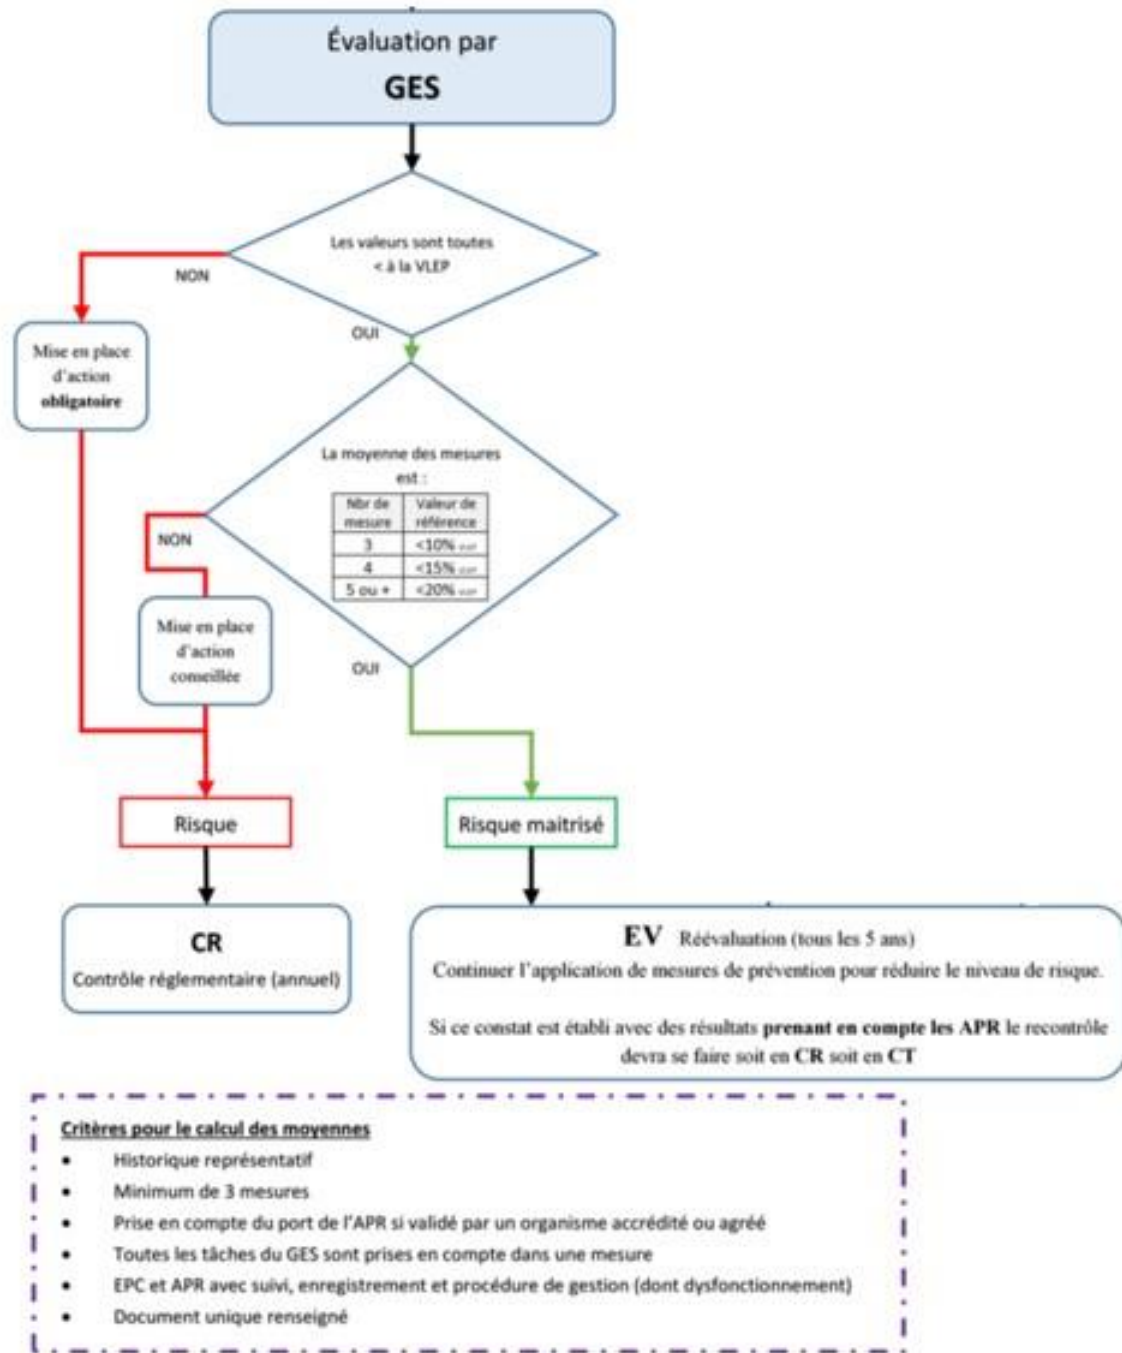 Évaluation par
GES
Les valeurs sont toutes
< à la VLEP
NON
OUI
Mise en place
d'action
obligatoire
La moyenne des mesures
est :
Nbr de mesure Valeur de référence
3 <10% VLEP
4 <15% VLEP
5 ou + <20% VLEP
NON
Mise en place
d'action
conseillée
OUI
Risque
Risque maitrisé
CR
Contrôle réglementaire (annuel)
EV Réévaluation (tous les 5 ans)
Continuer l'application de mesures de prévention pour réduire le niveau de risque.
Si ce constat est établi avec des résultats prenant en compte les APR le recontrôle
devra se faire soit en CR soit en CT
Critères pour le calcul des moyennes
• Historique représentatif
• Minimum de 3 mesures
• Prise en compte du port de l'APR si validé par un organisme accrédité ou agréé
• Toutes les tâches du GES sont prises en compte dans une mesure
• EPC et APR avec suivi, enregistrement et procédure de gestion (dont dysfonctionnement)
• Document unique renseigné